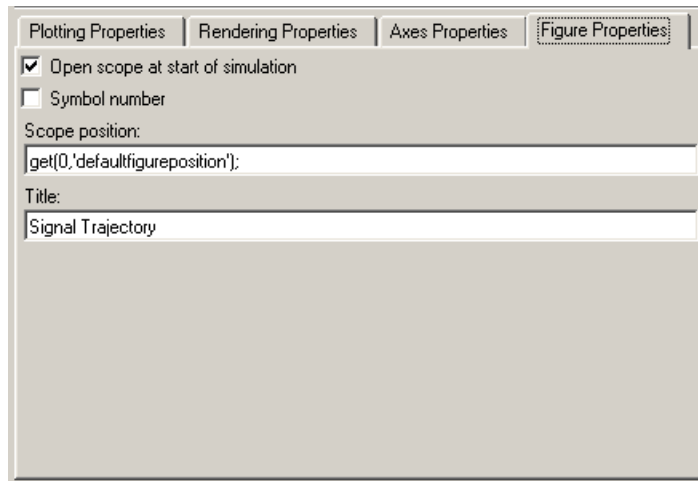 Plotting Properties Rendering Properties Axes Properties Figure Properties
Open scope at start of simulation
Symbol number
Scope position:
get(0,'defaultfigureposition');
Title:
Signal Trajectory